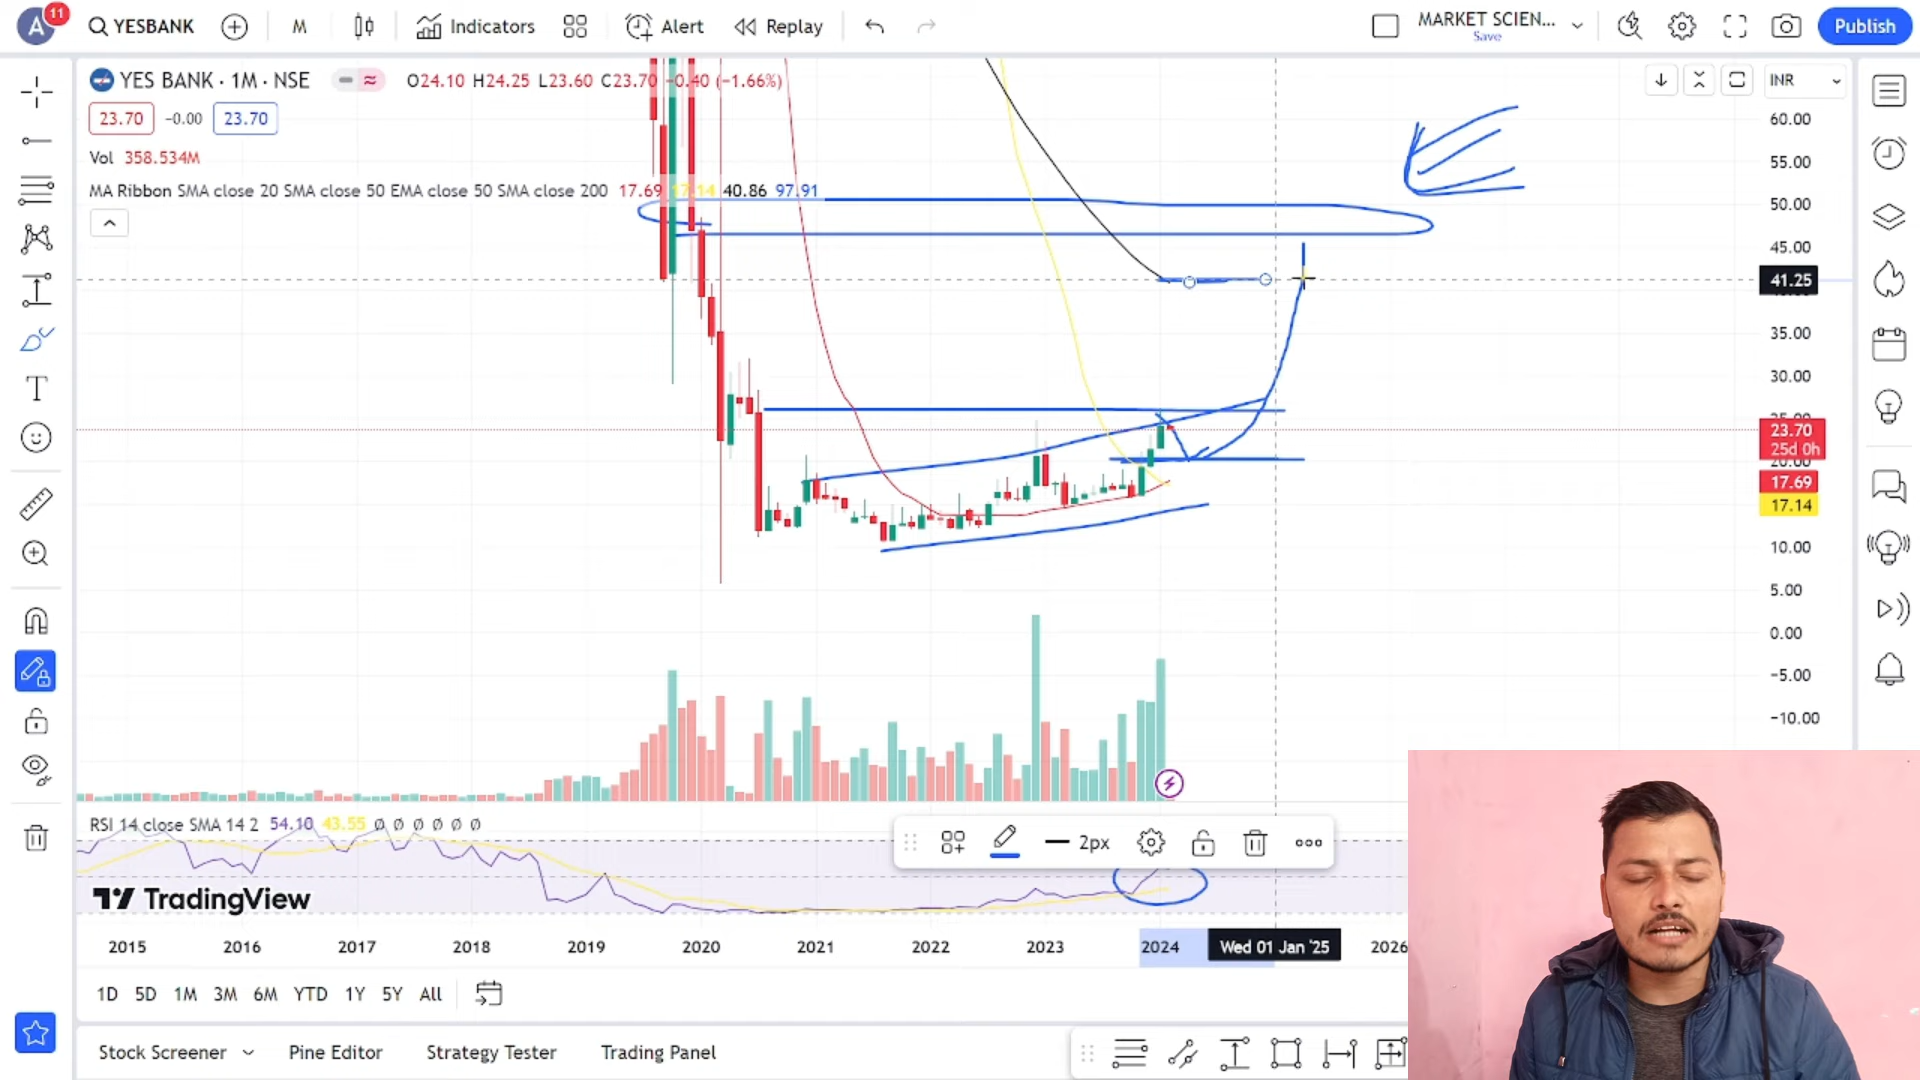 A 11 YESBANK M Indicators Alert Replay MARKET SCIEN... Save Publish
YES BANK · 1M · NSE O24.10 H24.25 L23.60 C23.70 −0.40 (−1.66%) INR
23.70 −0.00 23.70
Vol 358.534M
MA Ribbon SMA close 20 SMA close 50 EMA close 50 SMA close 200 17.69 17.14 40.86 97.91
60.00
55.00
50.00
45.00
41.25
35.00
30.00
25.00
23.70
25d 0h
20.00
17.69
17.14
10.00
5.00
0.00
−5.00
−10.00
RSI 14 close SMA 14 2 54.10 43.55 Ø Ø Ø Ø Ø Ø
2px
TradingView
2015 2016 2017 2018 2019 2020 2021 2022 2023 2024 Wed 01 Jan '25 2026
1D 5D 1M 3M 6M YTD 1Y 5Y All
Stock Screener Pine Editor Strategy Tester Trading Panel